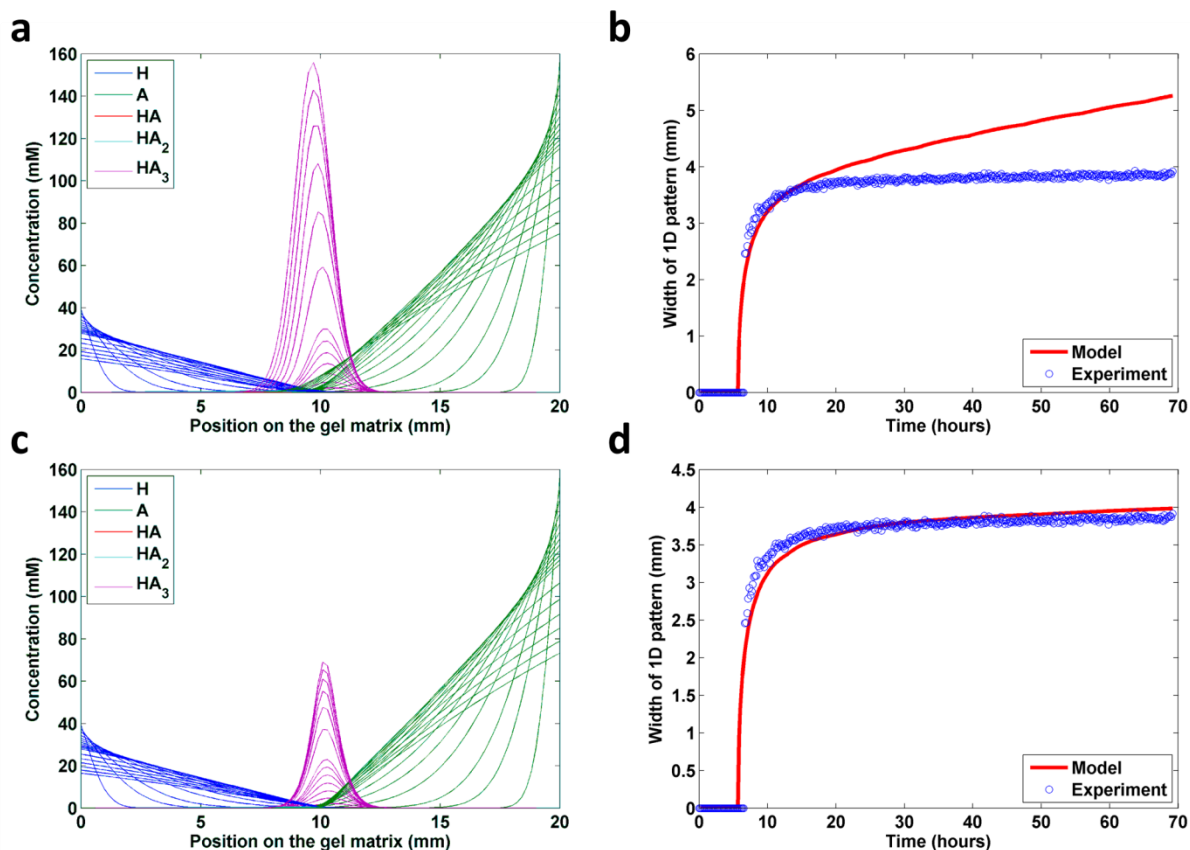 a
160
140
120
100
80
60
40
20
0
Concentration (mM)
H
A
HA
HA2
HA3
0 5 10 15 20
Position on the gel matrix (mm)
b
6
5
4
3
2
1
0
Width of 1D pattern (mm)
Model
Experiment
0 10 20 30 40 50 60 70
Time (hours)
c
160
140
120
100
80
60
40
20
0
Concentration (mM)
H
A
HA
HA2
HA3
0 5 10 15 20
Position on the gel matrix (mm)
d
4.5
4
3.5
3
2.5
2
1.5
1
0.5
0
Width of 1D pattern (mm)
Model
Experiment
0 10 20 30 40 50 60 70
Time (hours)